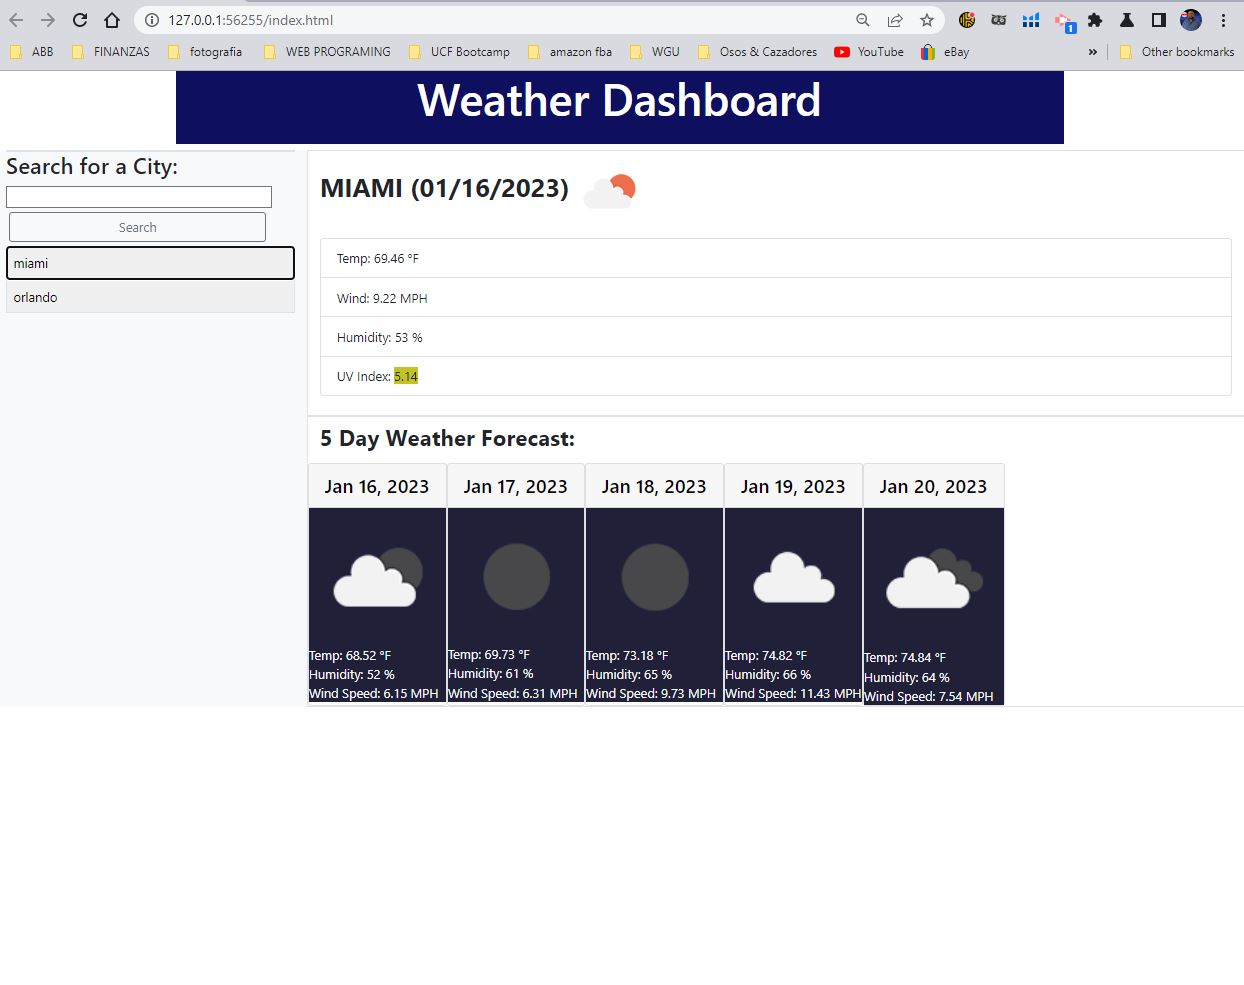 127.0.0.1:56255/index.html
1
ABB FINANZAS fotografía WEB PROGRAMING UCF Bootcamp amazon fba WGU Osos & Cazadores YouTube eBay » Other bookmarks
Weather Dashboard
Search for a City:
Search
miami
orlando
MIAMI (01/16/2023)
Temp: 69.46 °F
Wind: 9.22 MPH
Humidity: 53 %
UV Index: 5.14
5 Day Weather Forecast:
Jan 16, 2023
Temp: 68.52 °F
Humidity: 52 %
Wind Speed: 6.15 MPH
Jan 17, 2023
Temp: 69.73 °F
Humidity: 61 %
Wind Speed: 6.31 MPH
Jan 18, 2023
Temp: 73.18 °F
Humidity: 65 %
Wind Speed: 9.73 MPH
Jan 19, 2023
Temp: 74.82 °F
Humidity: 66 %
Wind Speed: 11.43 MPH
Jan 20, 2023
Temp: 74.84 °F
Humidity: 64 %
Wind Speed: 7.54 MPH